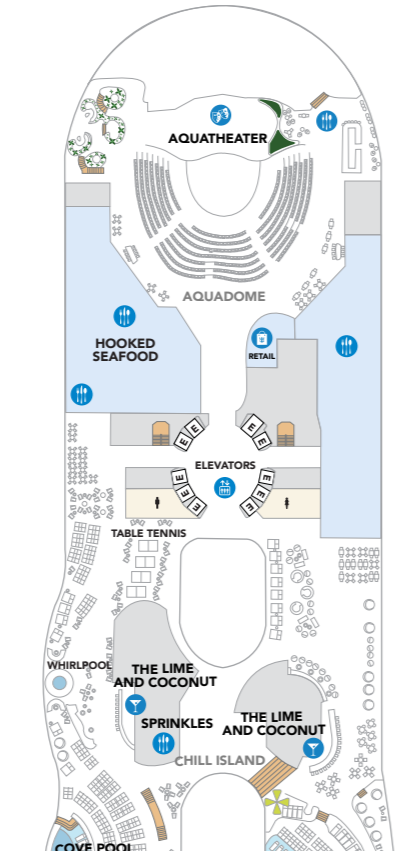 AQUATHEATER
AQUADOME
HOOKED
SEAFOOD
RETAIL
E E E E
ELEVATORS
E E E E E E
TABLE TENNIS
WHIRLPOOL
THE LIME
AND COCONUT
SPRINKLES
THE LIME
AND COCONUT
CHILL ISLAND
COVE POOL